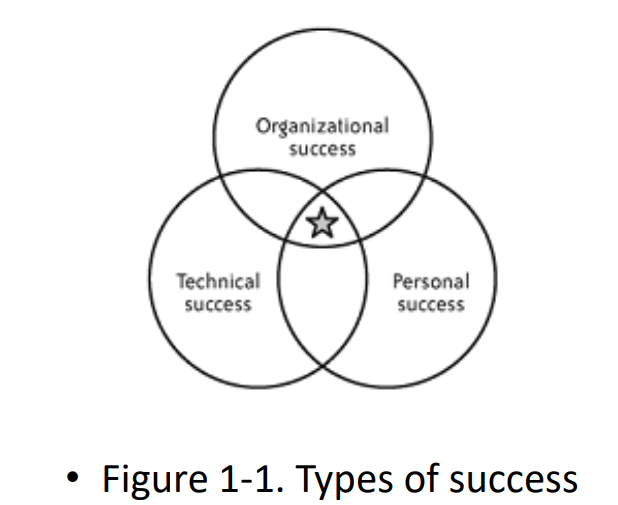 Organizational
success
Technical
success
Personal
success
• Figure 1-1. Types of success